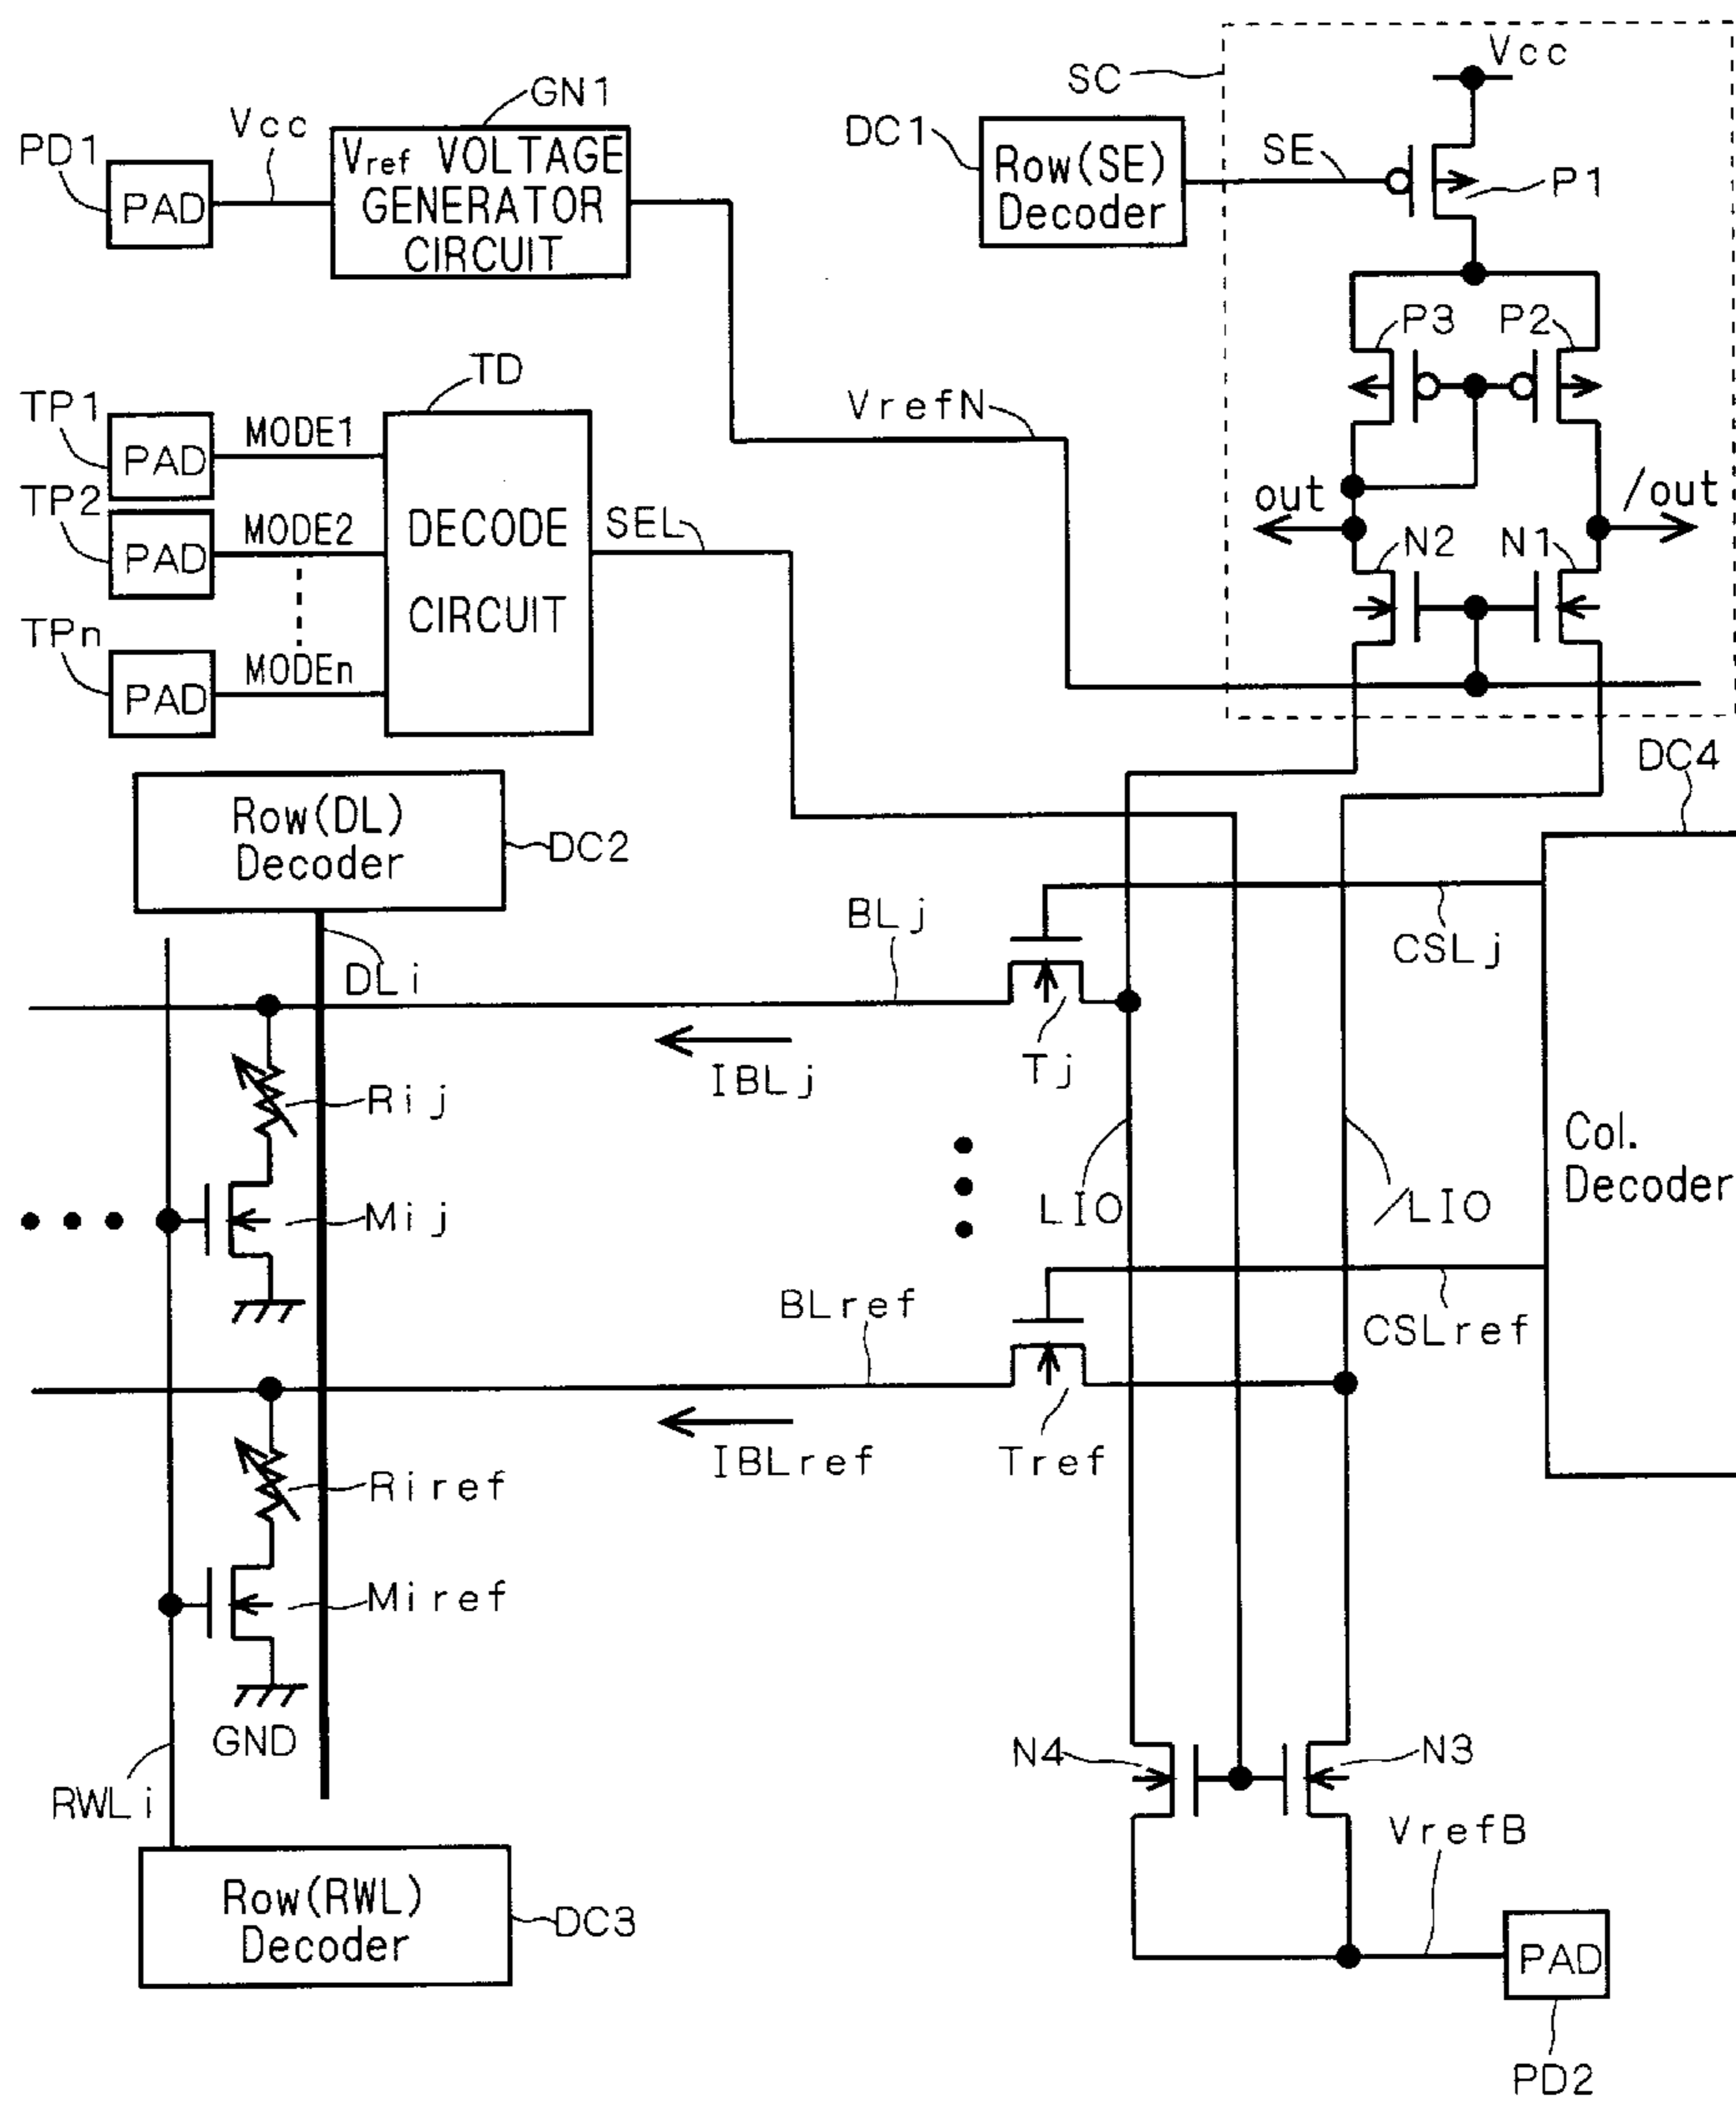 Vcc
SC
GN1
Vcc
DC1
PD1
PAD
Vref VOLTAGE
GENERATOR
CIRCUIT
Row(SE)
Decoder
SE
P1
P3
P2
TD
VrefN
TP1
PAD
MODE1
out
/out
TP2
PAD
MODE2
DECODE
CIRCUIT
SEL
N2
N1
TPn
PAD
MODEn
DC4
Row(DL)
Decoder
DC2
BLj
CSLj
DLi
Tj
IBLj
Rij
Col.
Decoder
Mij
LIO
/LIO
BLref
CSLref
IBLref
Tref
Riref
Miref
GND
N4
N3
RWLi
VrefB
Row(RWL)
Decoder
DC3
PAD
PD2